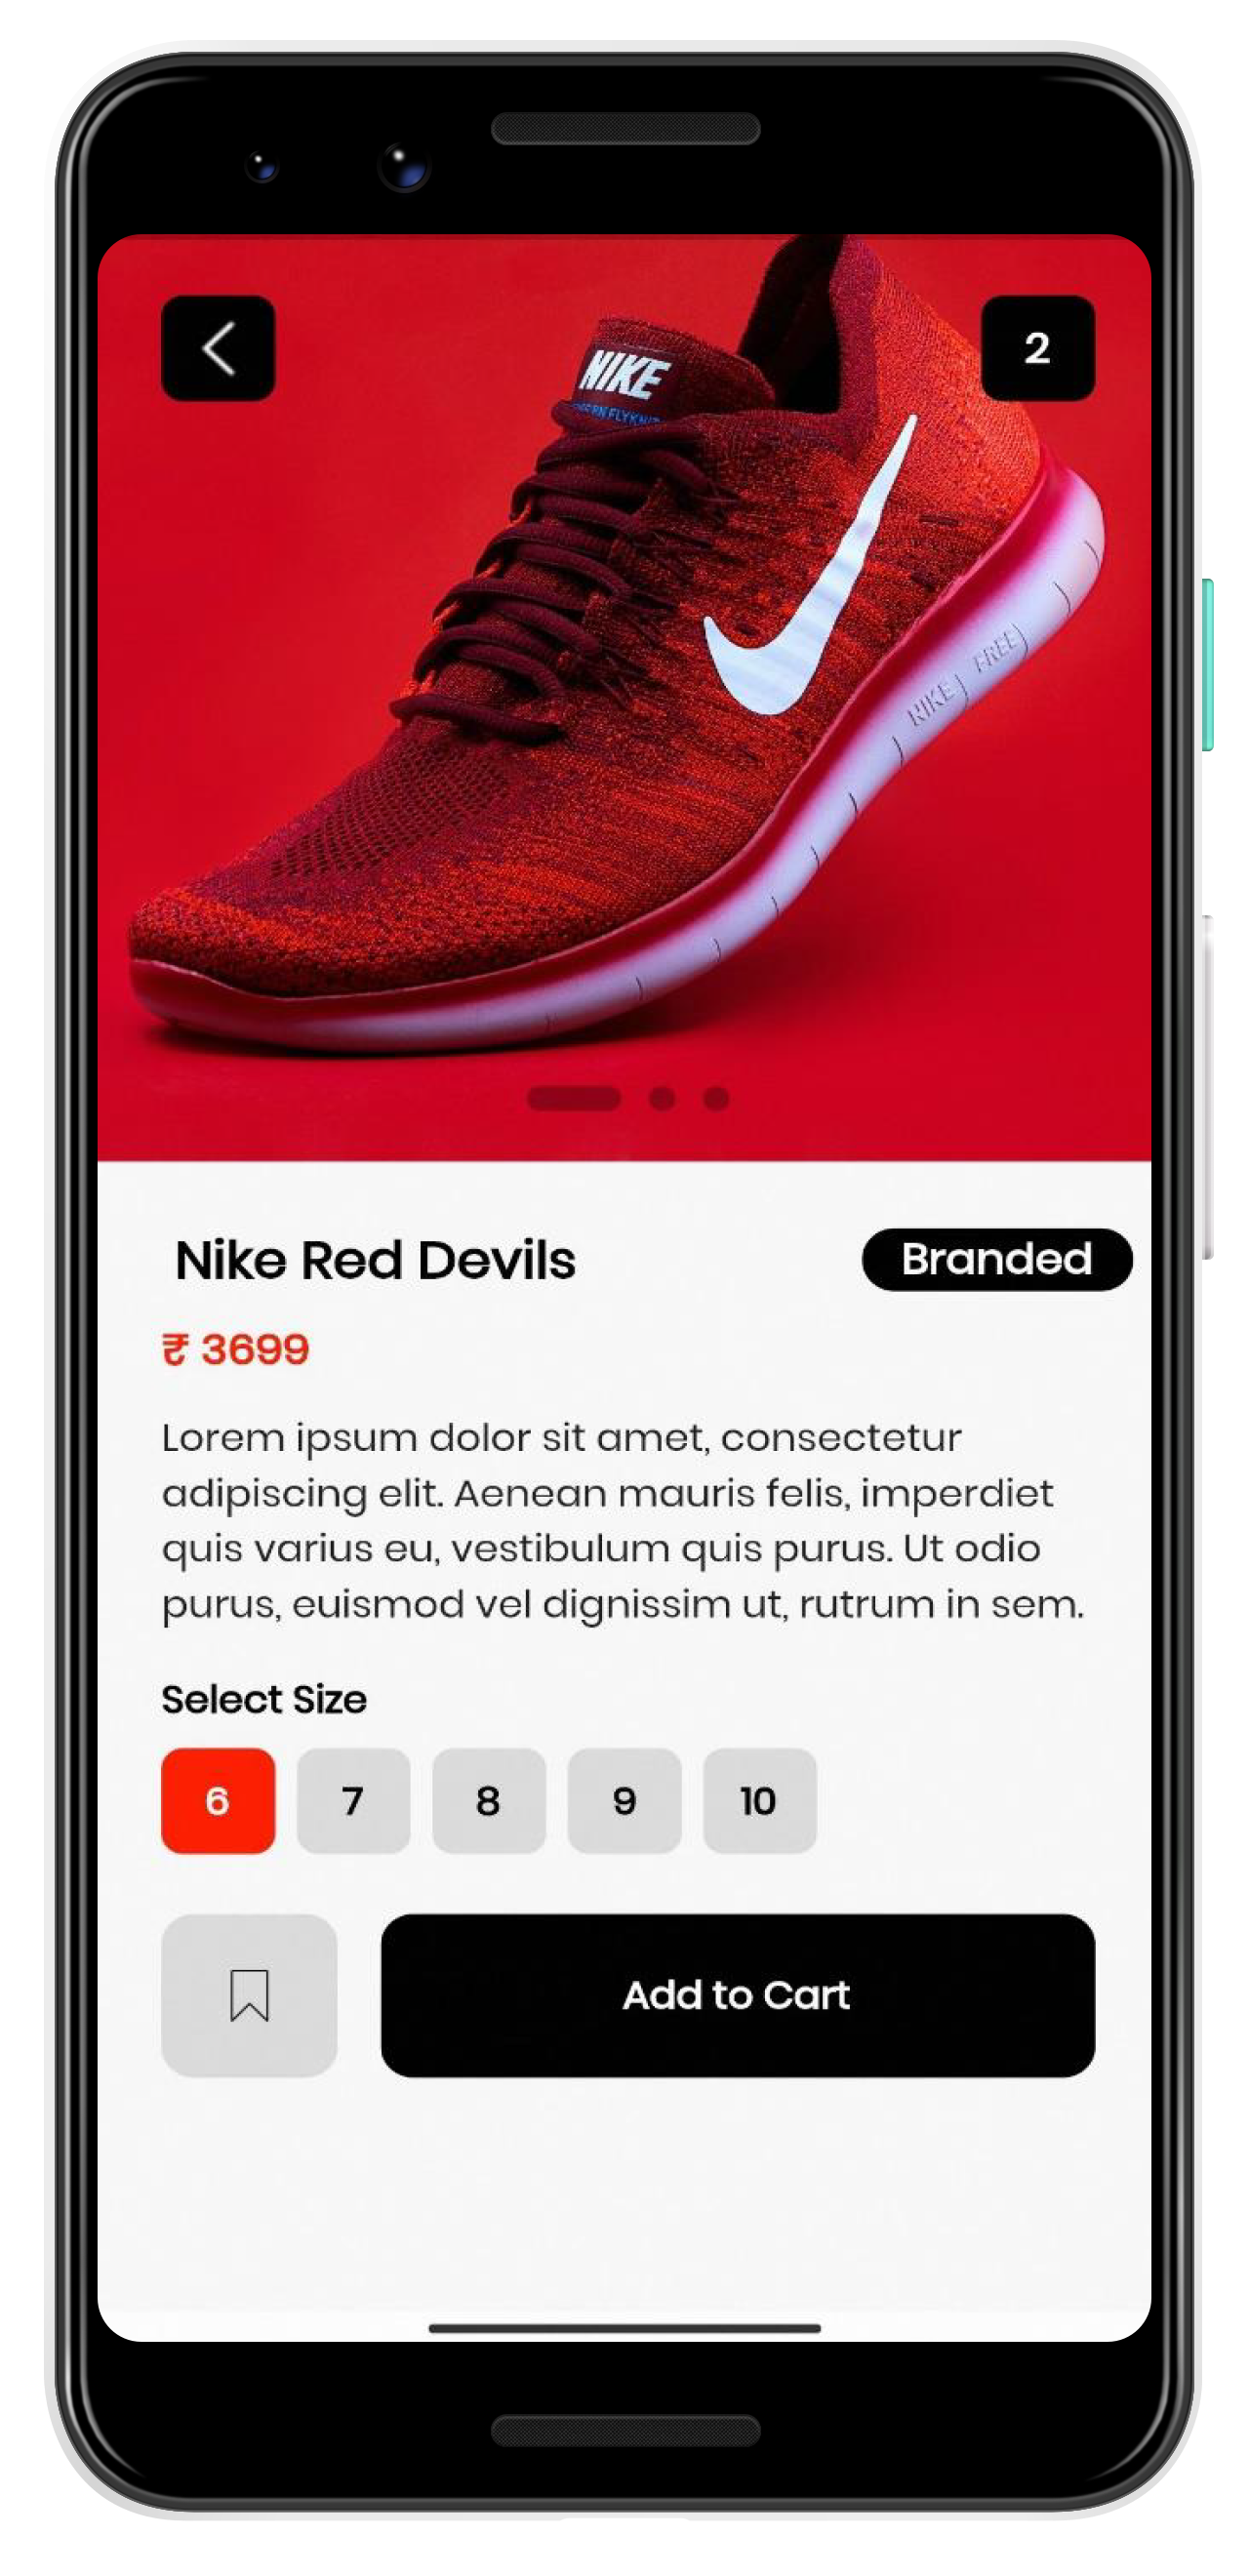 2
NIKE
FLYKNIT
NIKE FREE
Nike Red Devils
Branded
₹ 3699
Lorem ipsum dolor sit amet, consectetur
adipiscing elit. Aenean mauris felis, imperdiet
quis varius eu, vestibulum quis purus. Ut odio
purus, euismod vel dignissim ut, rutrum in sem.
Select Size
6 7 8 9 10
Add to Cart